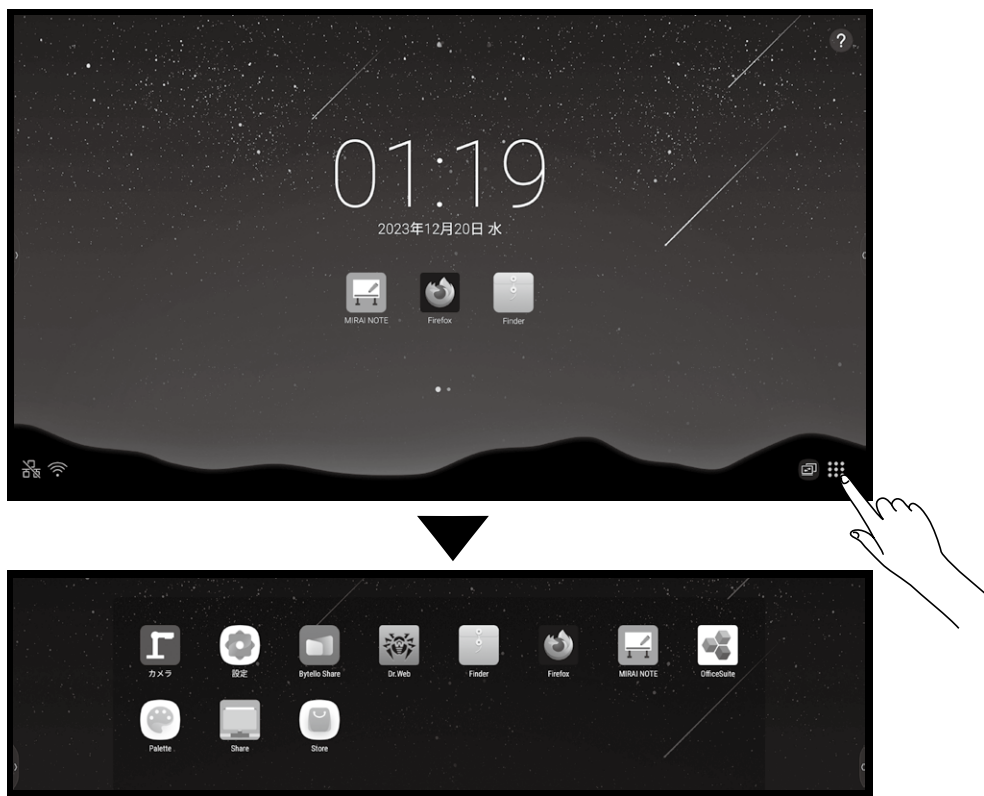 ?
01:19
2023年12月20日 水
MIRAI NOTE
Firefox
Finder
カメラ
設定
Bytello Share
Dr.Web
Finder
Firefox
MIRAI NOTE
OfficeSuite
Palette
Share
Store